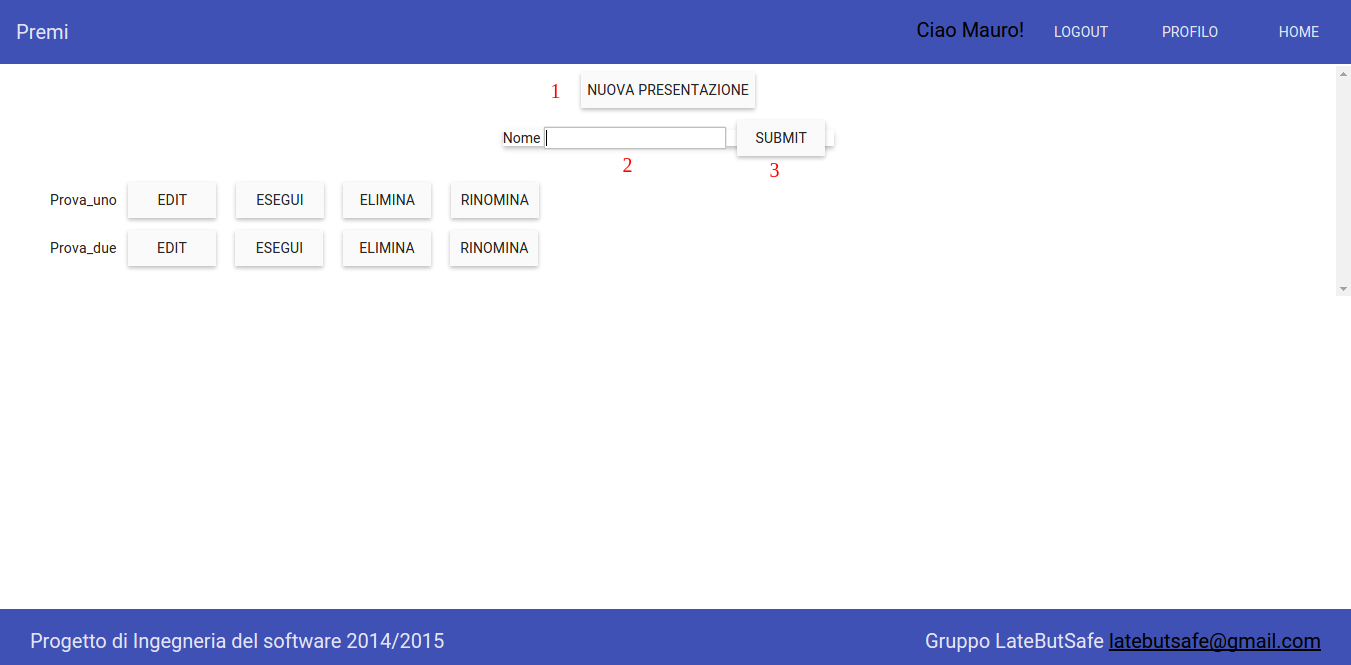 Premi Ciao Mauro! LOGOUT PROFILO HOME
1 NUOVA PRESENTAZIONE
Nome SUBMIT
2 3
Prova_uno EDIT ESEGUI ELIMINA RINOMINA
Prova_due EDIT ESEGUI ELIMINA RINOMINA
Progetto di Ingegneria del software 2014/2015 Gruppo LateButSafe latebutsafe@gmail.com